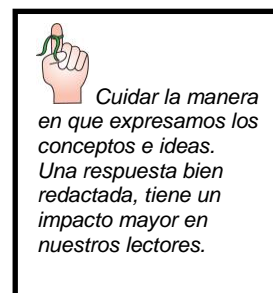 Cuidar la manera
en que expresamos los
conceptos e ideas.
Una respuesta bien
redactada, tiene un
impacto mayor en
nuestros lectores.